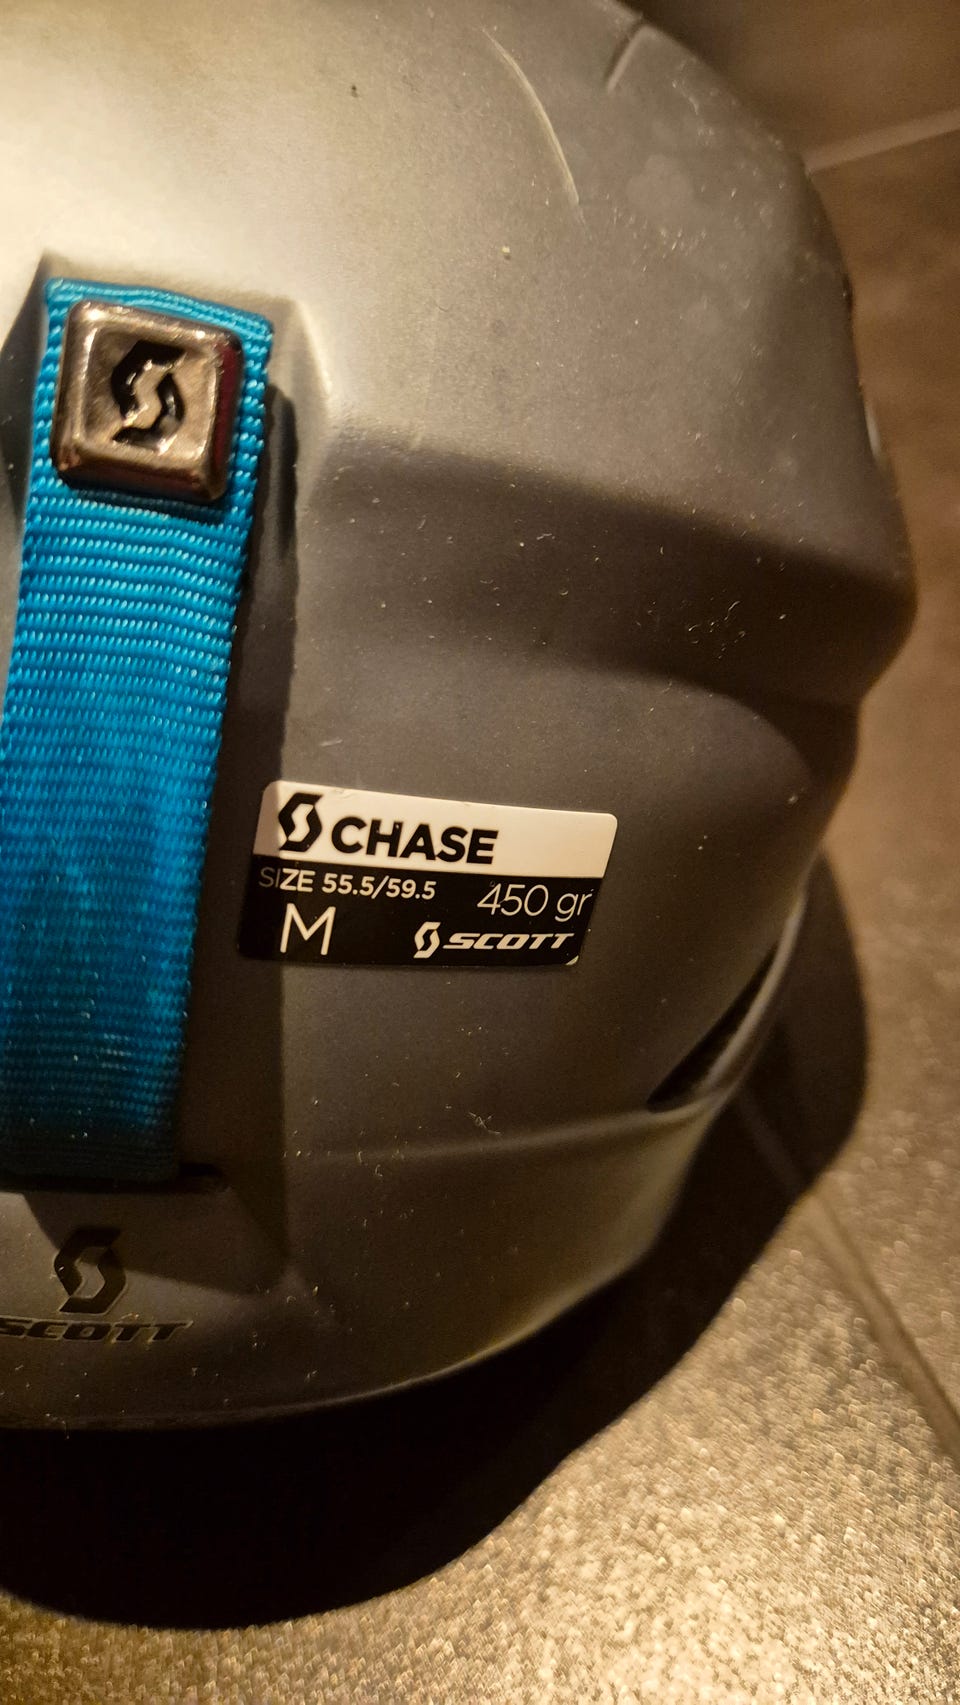 CHASE
SIZE 55.5/59.5 450 gr
M SCOTT
SCOTT